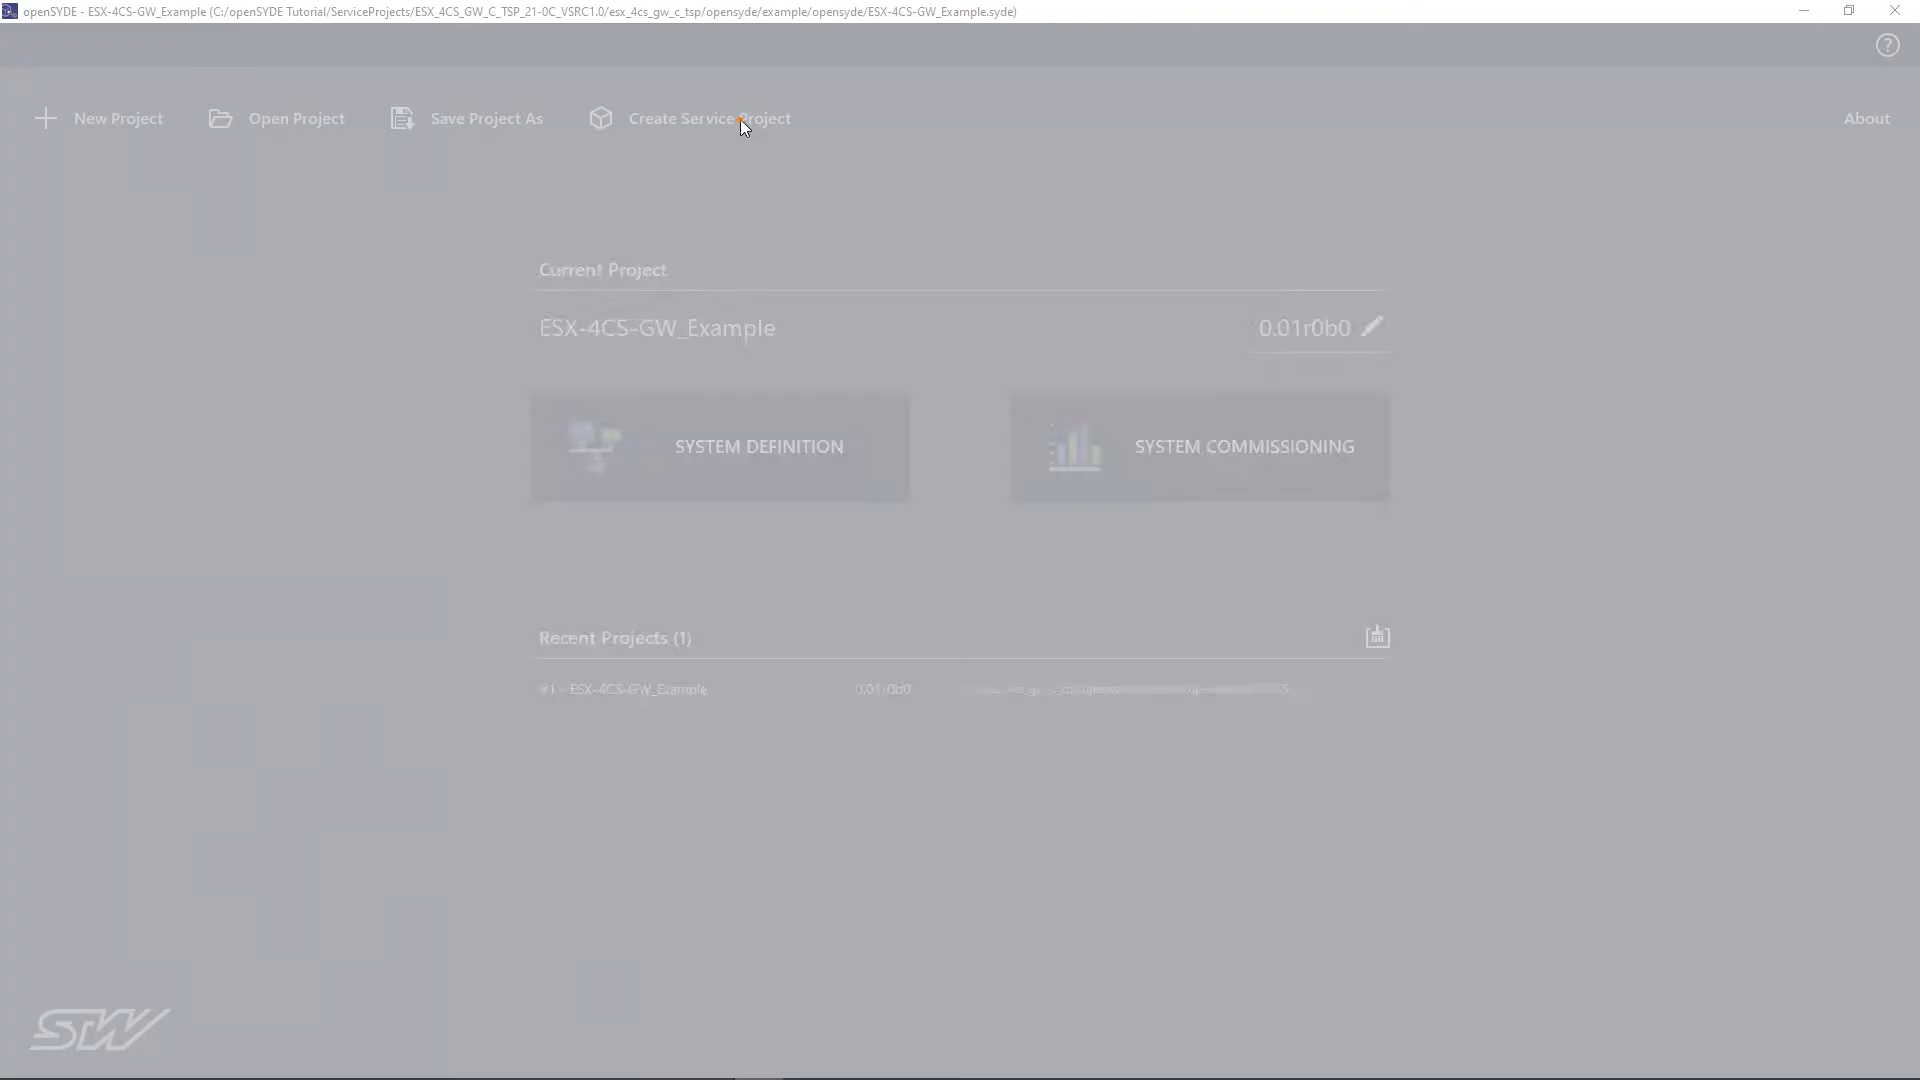 openSYDE - ESX-4CS-GW_Example (C:/openSYDE Tutorial/ServiceProjects/ESX_4CS_GW_C_TSP_21-0C_VSRC1.0/esx_4cs_gw_c_tsp/opensyde/example/opensyde/ESX-4CS-GW_Example.syde)
?
New Project
Open Project
Save Project As
Create Service Project
About
Current Project
ESX-4CS-GW_Example
0.01r0b0
SYSTEM DEFINITION
SYSTEM COMMISSIONING
Recent Projects (1)
#1 - ESX-4CS-GW_Example
0.01r0b0
STW